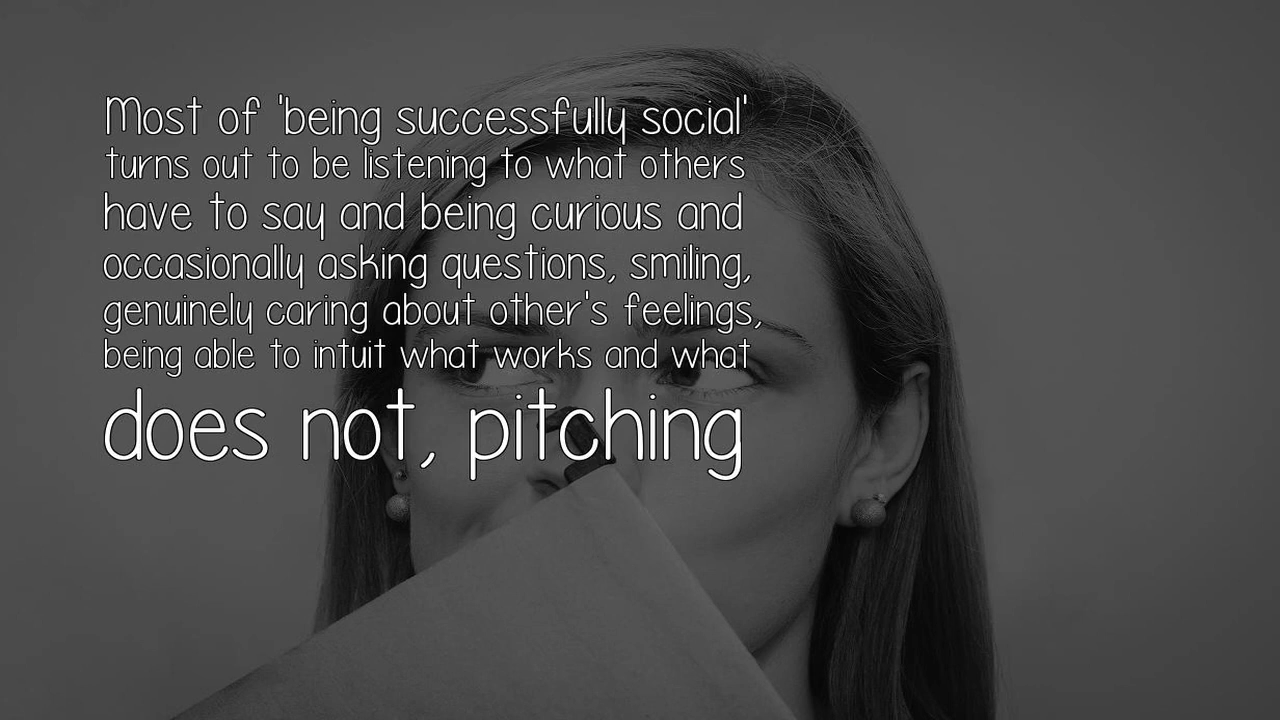 Most of 'being successfully social'
turns out to be listening to what others
have to say and being curious and
occasionally asking questions, smiling,
genuinely caring about other's feelings,
being able to intuit what works and what
does not, pitching